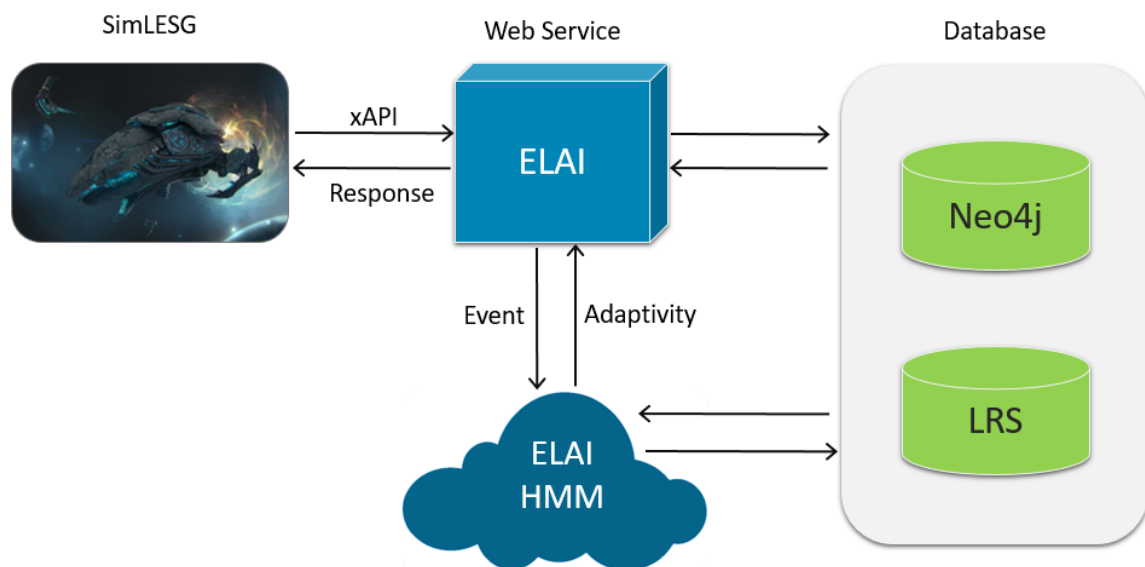 SimLESG
Web Service
Database
xAPI
Response
ELAI
Neo4j
Event
Adaptivity
LRS
ELAI
HMM